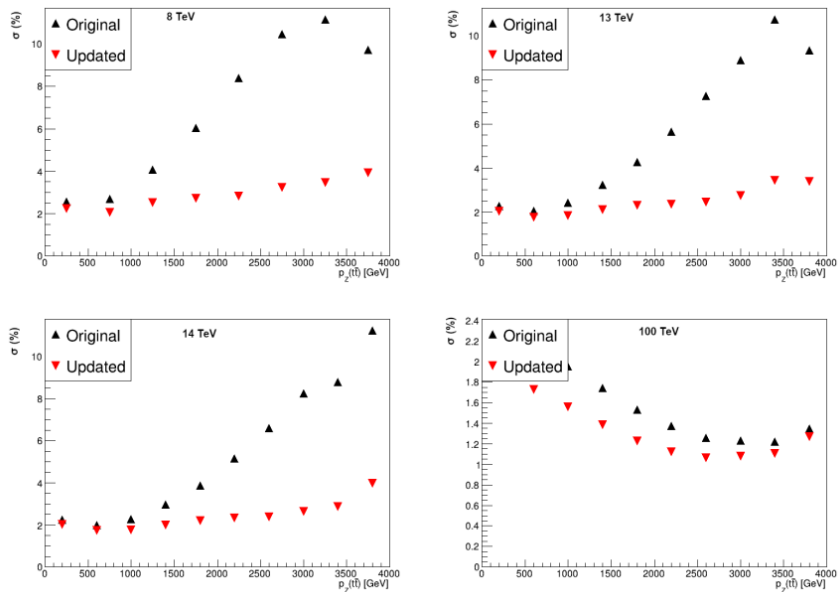 8 TeV
σ (%)
Original
Updated
10
8
6
4
2
0
0 500 1000 1500 2000 2500 3000 3500 4000
p_Z(tt̄) [GeV]
13 TeV
σ (%)
Original
Updated
10
8
6
4
2
0
0 500 1000 1500 2000 2500 3000 3500 4000
p_Z(tt̄) [GeV]
14 TeV
σ (%)
Original
Updated
10
8
6
4
2
0
0 500 1000 1500 2000 2500 3000 3500 4000
p_Z(tt̄) [GeV]
100 TeV
σ (%)
Original
Updated
2.4
2.2
2
1.8
1.6
1.4
1.2
1
0.8
0.6
0.4
0.2
0
0 500 1000 1500 2000 2500 3000 3500 4000
p_Z(tt̄) [GeV]